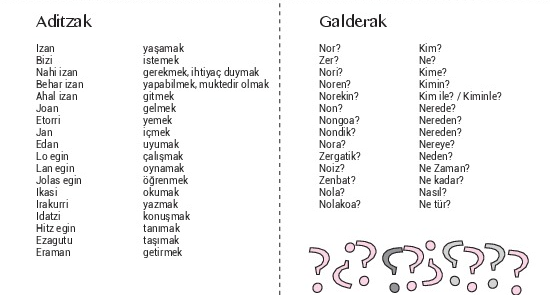 Aditzak
Izan yaşamak
Bizi istemek
Nahi izan gerekmek, ihtiyaç duymak
Behar izan yapabilmek, muktedir olmak
Ahal izan gitmek
Joan gelmek
Etorri yemek
Jan içmek
Edan uyumak
Lo egin çalışmak
Lan egin oynamak
Jolas egin öğrenmek
Ikasi okumak
Irakurri yazmak
Idatzi konuşmak
Hitz egin tanımak
Ezagutu taşımak
Eraman getirmek
Galderak
Nor? Kim?
Zer? Ne?
Nori? Kime?
Noren? Kimin?
Norekin? Kim ile? / Kiminle?
Non? Nerede?
Nongoa? Nereden?
Nondik? Nereden?
Nora? Nereye?
Zergatik? Neden?
Noiz? Ne Zaman?
Zenbat? Ne kadar?
Nola? Nasıl?
Nolakoa? Ne tür?